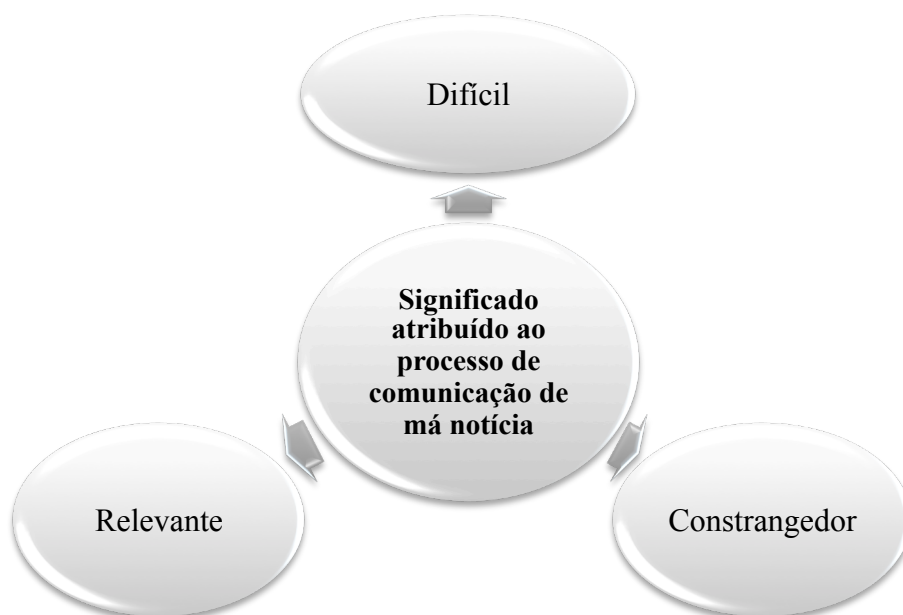 Difícil
Significado
atribuído ao
processo de
comunicação de
má notícia
Relevante
Constrangedor